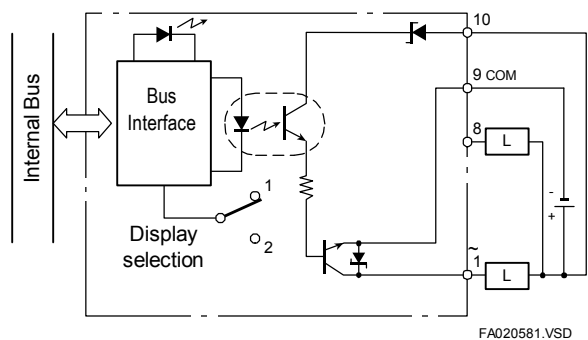 10
9 COM
8
L
-
+
~
1
L
Bus
Interface
Internal Bus
1
2
Display
selection
FA020581.VSD